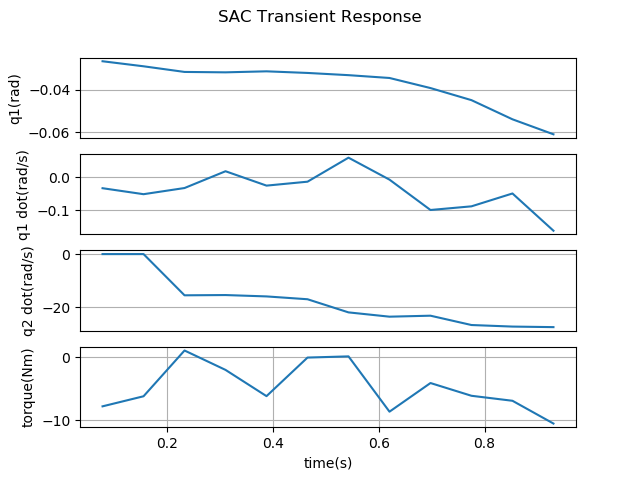 SAC Transient Response
q1(rad)
−0.04
−0.06
q1 dot(rad/s)
0.0
−0.1
q2 dot(rad/s)
0
−20
torque(Nm)
0
−10
0.2 0.4 0.6 0.8
time(s)